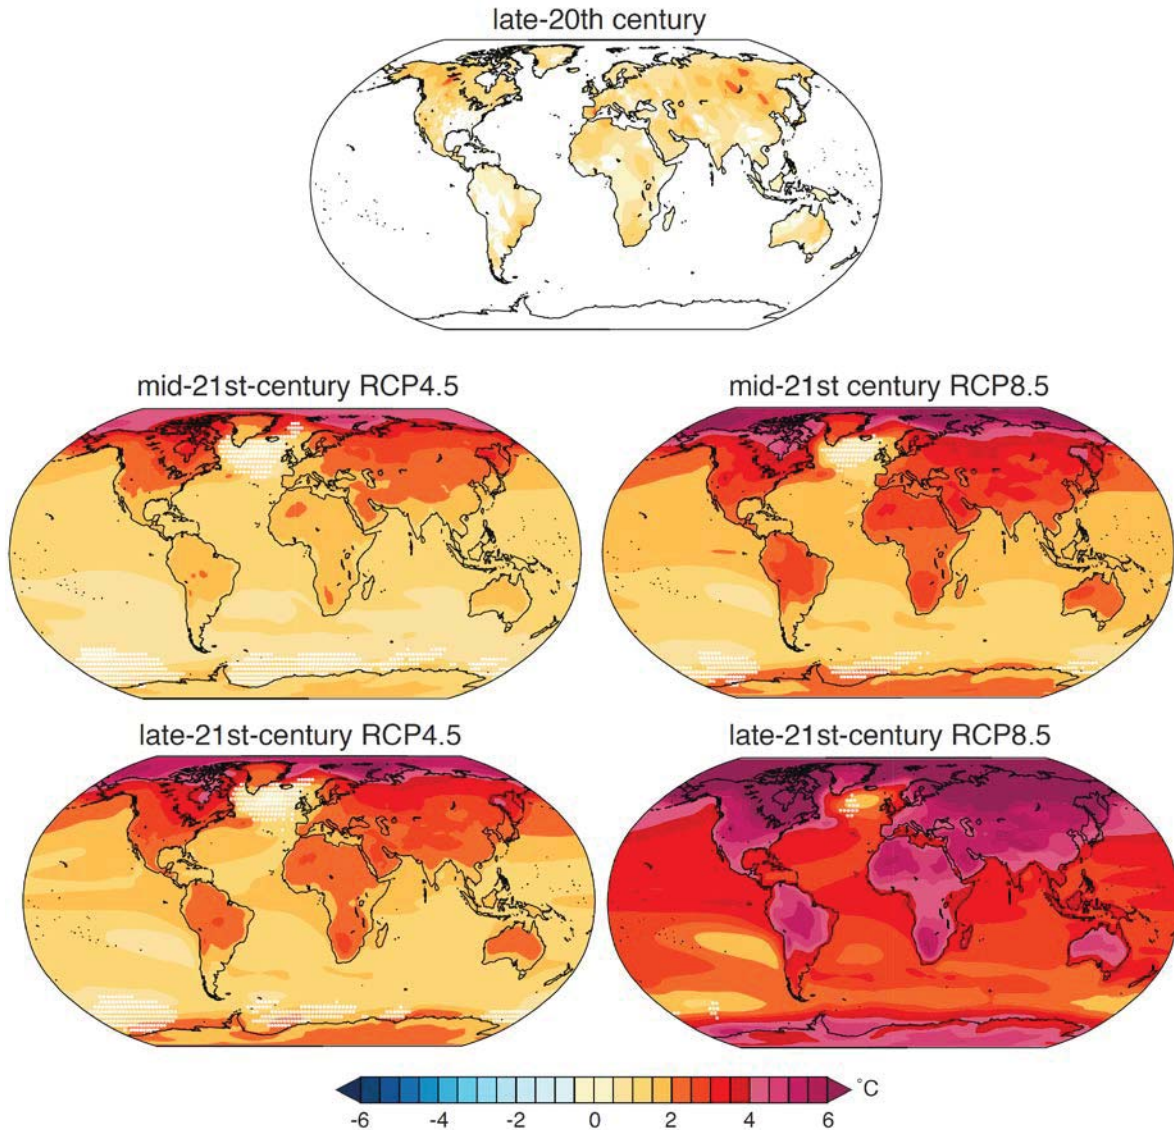 late-20th century
mid-21st-century RCP4.5
mid-21st century RCP8.5
late-21st-century RCP4.5
late-21st-century RCP8.5
°C
-6 -4 -2 0 2 4 6